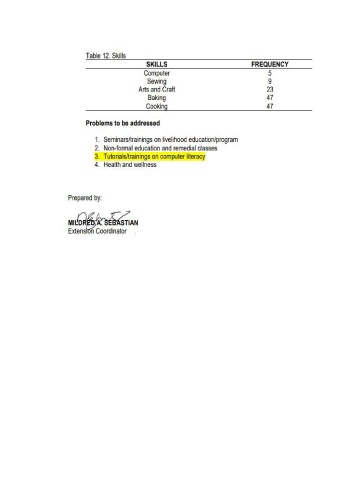 Table 12. Skills
SKILLS FREQUENCY
Computer 5
Sewing 9
Arts and Craft 23
Baking 47
Cooking 47
Problems to be addressed
1. Seminars/trainings on livelihood education/program
2. Non-formal education and remedial classes
3. Tutorials/trainings on computer literacy
4. Health and wellness
Prepared by:
MILDRED A. SEBASTIAN
Extension Coordinator